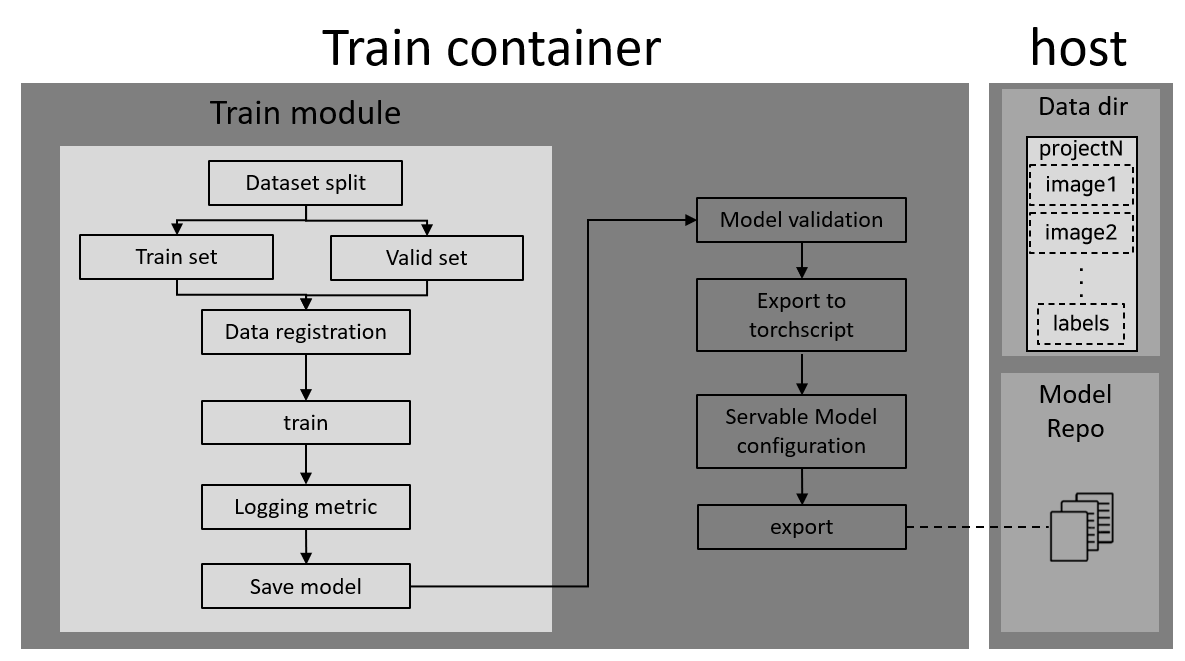 Train container
host
Train module
Dataset split
Train set
Valid set
Data registration
train
Logging metric
Save model
Model validation
Export to
torchscript
Servable Model
configuration
export
Data dir
projectN
image1
image2
labels
Model
Repo